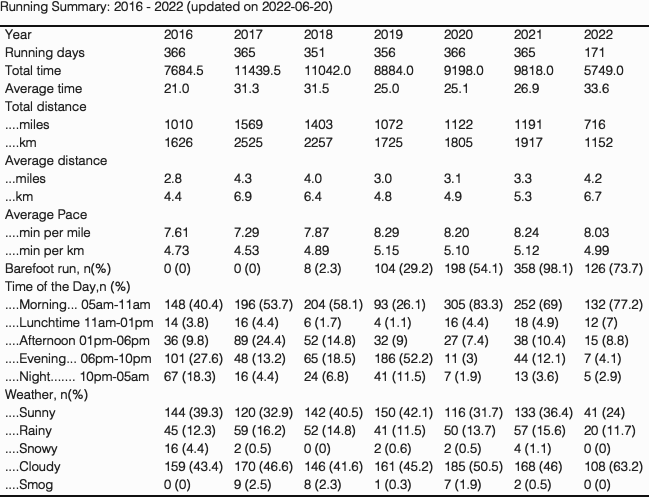 Running Summary: 2016 - 2022 (updated on 2022-06-20)
Year 2016 2017 2018 2019 2020 2021 2022
Running days 366 365 351 356 366 365 171
Total time 7684.5 11439.5 11042.0 8884.0 9198.0 9818.0 5749.0
Average time 21.0 31.3 31.5 25.0 25.1 26.9 33.6
Total distance
....miles 1010 1569 1403 1072 1122 1191 716
....km 1626 2525 2257 1725 1805 1917 1152
Average distance
...miles 2.8 4.3 4.0 3.0 3.1 3.3 4.2
...km 4.4 6.9 6.4 4.8 4.9 5.3 6.7
Average Pace
....min per mile 7.61 7.29 7.87 8.29 8.20 8.24 8.03
....min per km 4.73 4.53 4.89 5.15 5.10 5.12 4.99
Barefoot run, n(%) 0 (0) 0 (0) 8 (2.3) 104 (29.2) 198 (54.1) 358 (98.1) 126 (73.7)
Time of the Day,n (%)
....Morning... 05am-11am 148 (40.4) 196 (53.7) 204 (58.1) 93 (26.1) 305 (83.3) 252 (69) 132 (77.2)
....Lunchtime 11am-01pm 14 (3.8) 16 (4.4) 6 (1.7) 4 (1.1) 16 (4.4) 18 (4.9) 12 (7)
....Afternoon 01pm-06pm 36 (9.8) 89 (24.4) 52 (14.8) 32 (9) 27 (7.4) 38 (10.4) 15 (8.8)
....Evening... 06pm-10pm 101 (27.6) 48 (13.2) 65 (18.5) 186 (52.2) 11 (3) 44 (12.1) 7 (4.1)
....Night....... 10pm-05am 67 (18.3) 16 (4.4) 24 (6.8) 41 (11.5) 7 (1.9) 13 (3.6) 5 (2.9)
Weather, n(%)
....Sunny 144 (39.3) 120 (32.9) 142 (40.5) 150 (42.1) 116 (31.7) 133 (36.4) 41 (24)
....Rainy 45 (12.3) 59 (16.2) 52 (14.8) 41 (11.5) 50 (13.7) 57 (15.6) 20 (11.7)
....Snowy 16 (4.4) 2 (0.5) 0 (0) 2 (0.6) 2 (0.5) 4 (1.1) 0 (0)
....Cloudy 159 (43.4) 170 (46.6) 146 (41.6) 161 (45.2) 185 (50.5) 168 (46) 108 (63.2)
....Smog 0 (0) 9 (2.5) 8 (2.3) 1 (0.3) 7 (1.9) 2 (0.5) 0 (0)